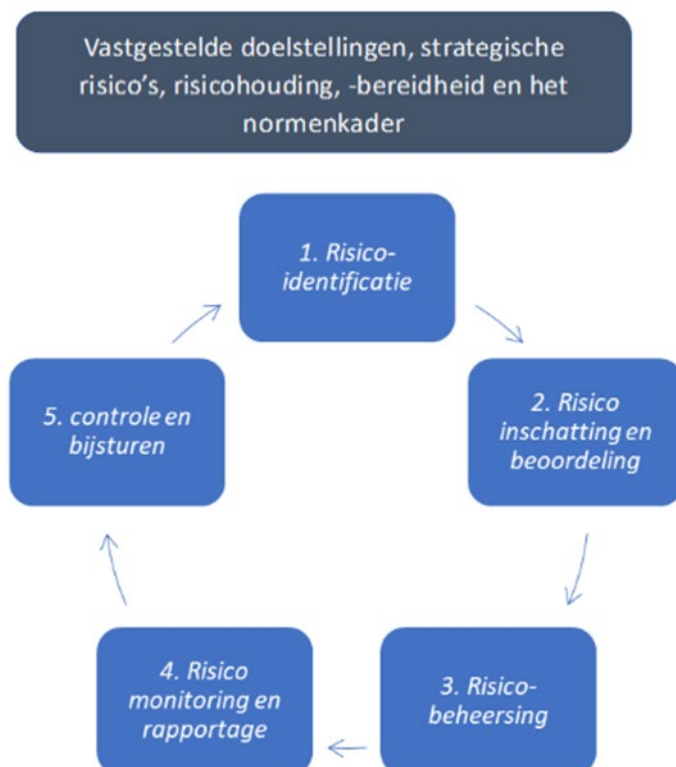 Vastgestelde doelstellingen, strategische
risico's, risicohouding, -bereidheid en het
normenkader
1. Risico-
identificatie
2. Risico
inschatting en
beoordeling
3. Risico-
beheersing
4. Risico
monitoring en
rapportage
5. controle en
bijsturen